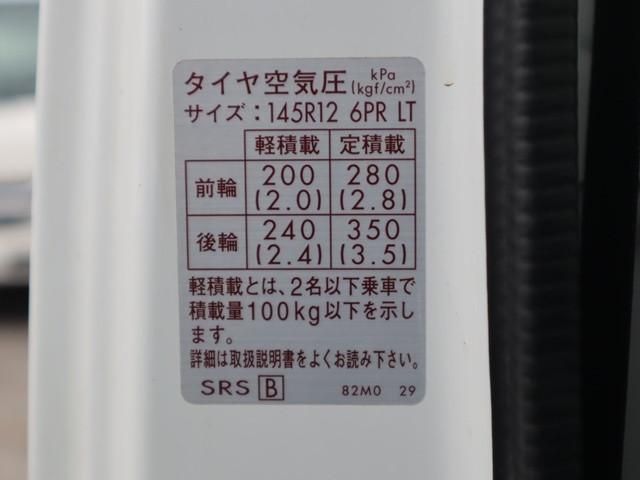 タイヤ空気圧 kPa (kgf/cm²)
サイズ：145R12 6PR LT
軽積載 定積載
前輪 200 (2.0) 280 (2.8)
後輪 240 (2.4) 350 (3.5)
軽積載とは、2名以下乗車で
積載量100kg以下を示し
ます。
詳細は取扱説明書をよくお読み下さい。
SRS B 82M0 29